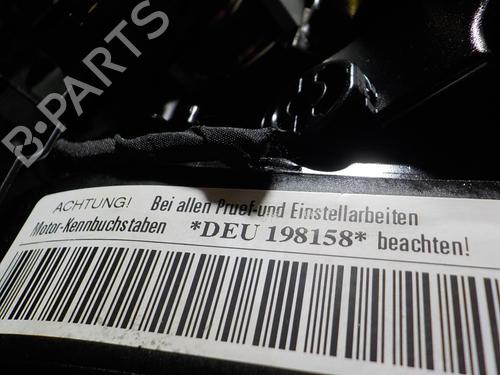 B-PARTS
ACHTUNG! Bei allen Pruef-und Einstellarbeiten
Motor-Kennbuchstaben *DEU 198158* beachten!